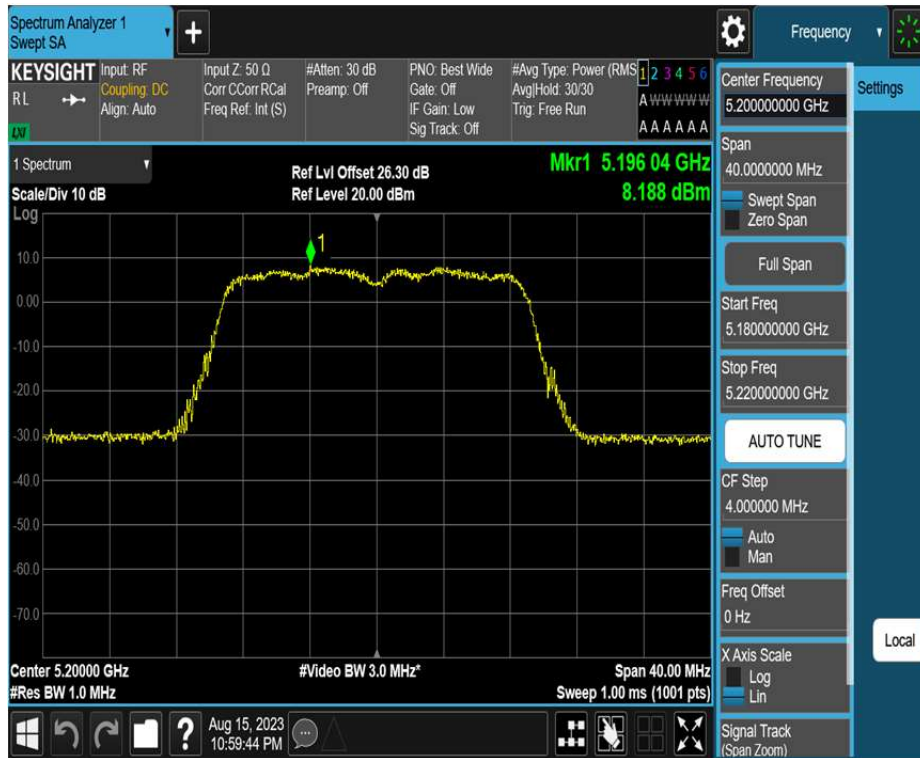 Spectrum Analyzer 1
Swept SA
+
Frequency
KEYSIGHT
R L
LXI
Input: RF
Coupling: DC
Align: Auto
Input Z: 50 Ω
Corr CCorr RCal
Freq Ref: Int (S)
#Atten: 30 dB
Preamp: Off
PNO: Best Wide
Gate: Off
IF Gain: Low
Sig Track: Off
#Avg Type: Power (RMS
Avg|Hold: 30/30
Trig: Free Run
1 2 3 4 5 6
A W W W W W
A A A A A A
1 Spectrum
Scale/Div 10 dB
Log
Ref Lvl Offset 26.30 dB
Ref Level 20.00 dBm
Mkr1 5.196 04 GHz
8.188 dBm
1
10.0
0.00
-10.0
-20.0
-30.0
-40.0
-50.0
-60.0
-70.0
Center 5.20000 GHz
#Res BW 1.0 MHz
#Video BW 3.0 MHz*
Span 40.00 MHz
Sweep 1.00 ms (1001 pts)
?
Aug 15, 2023
10:59:44 PM
Center Frequency
5.200000000 GHz
Span
40.0000000 MHz
Swept Span
Zero Span
Full Span
Start Freq
5.180000000 GHz
Stop Freq
5.220000000 GHz
AUTO TUNE
CF Step
4.000000 MHz
Auto
Man
Freq Offset
0 Hz
X Axis Scale
Log
Lin
Signal Track
(Span Zoom)
Settings
Local